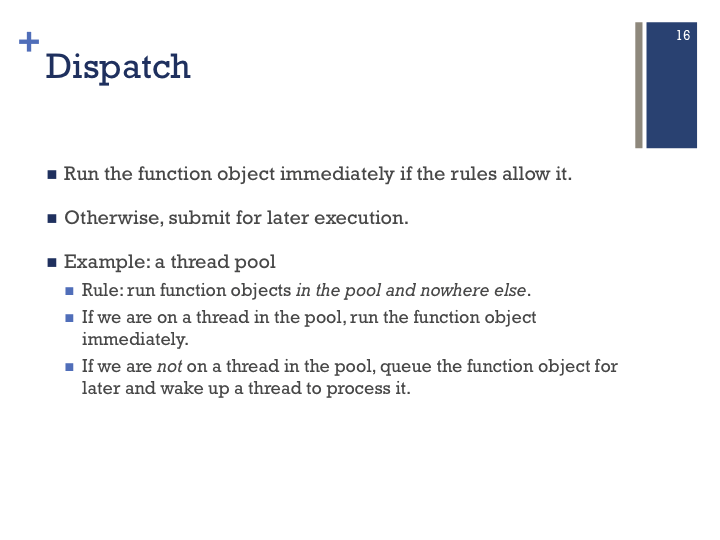 16
+
Dispatch
■ Run the function object immediately if the rules allow it.
■ Otherwise, submit for later execution.
■ Example: a thread pool
■ Rule: run function objects in the pool and nowhere else.
■ If we are on a thread in the pool, run the function object
immediately.
■ If we are not on a thread in the pool, queue the function object for
later and wake up a thread to process it.